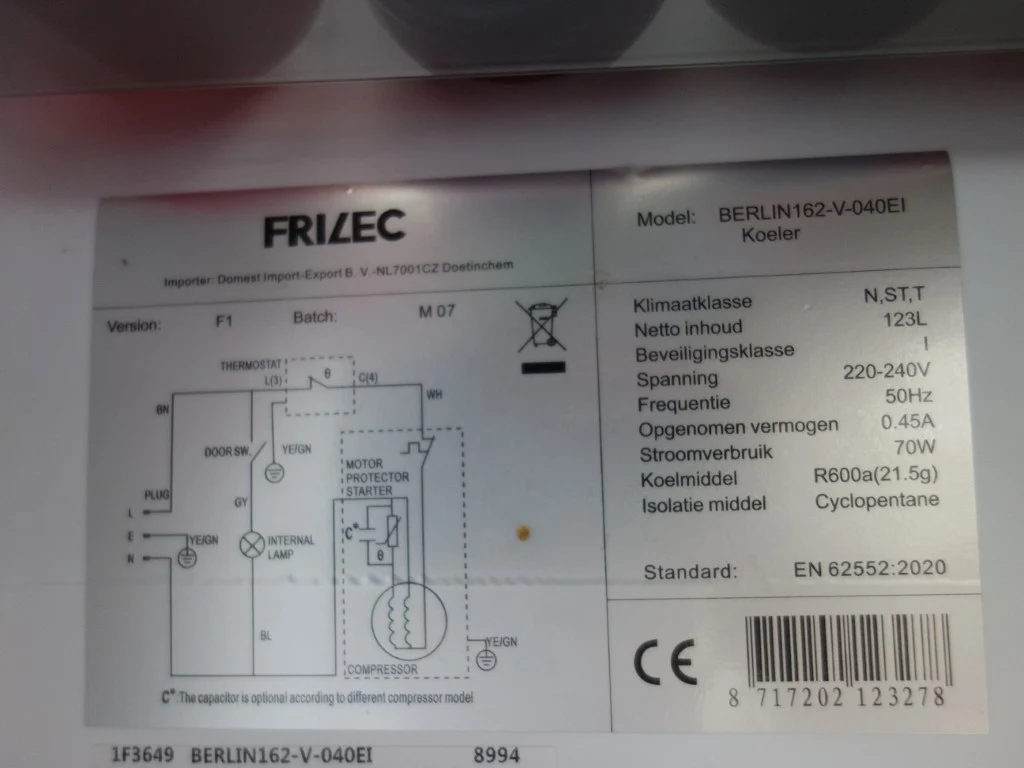 FRILEC
Importer: Domest Import-Export B. V.-NL7001CZ Doetinchem
Version: F1 Batch: M 07
THERMOSTAT
L(3) θ C(4)
BN
WH
DOOR SW.
YE/GN
MOTOR
PROTECTOR
STARTER
PLUG
GY
L
C*
E
YE/GN
INTERNAL
LAMP
N
θ
BL
YE/GN
COMPRESSOR
C*:The capacitor is optional according to different compressor model
Model: BERLIN162-V-040EI
Koeler
Klimaatklasse N,ST,T
Netto inhoud 123L
Beveiligingsklasse I
Spanning 220-240V
Frequentie 50Hz
Opgenomen vermogen 0.45A
Stroomverbruik 70W
Koelmiddel R600a(21.5g)
Isolatie middel Cyclopentane
Standard: EN 62552:2020
CE
8 717202 123278
1F3649 BERLIN162-V-040EI 8994